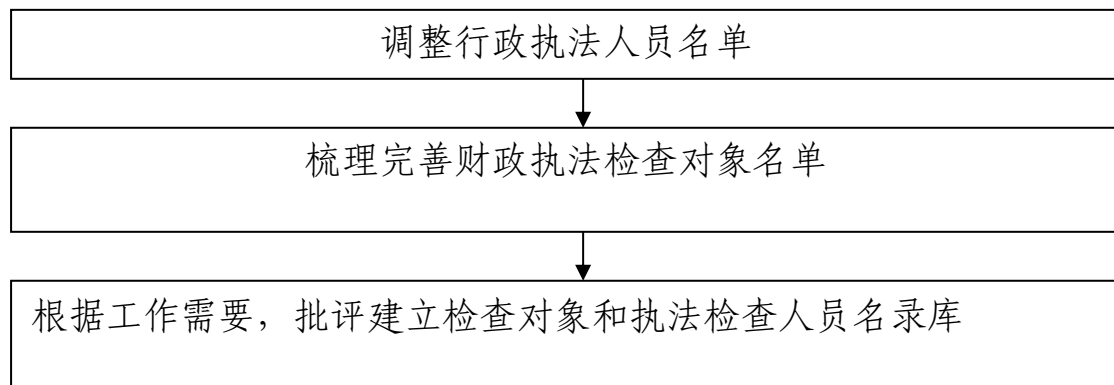 调整行政执法人员名单
梳理完善财政执法检查对象名单
根据工作需要，批评建立检查对象和执法检查人员名录库